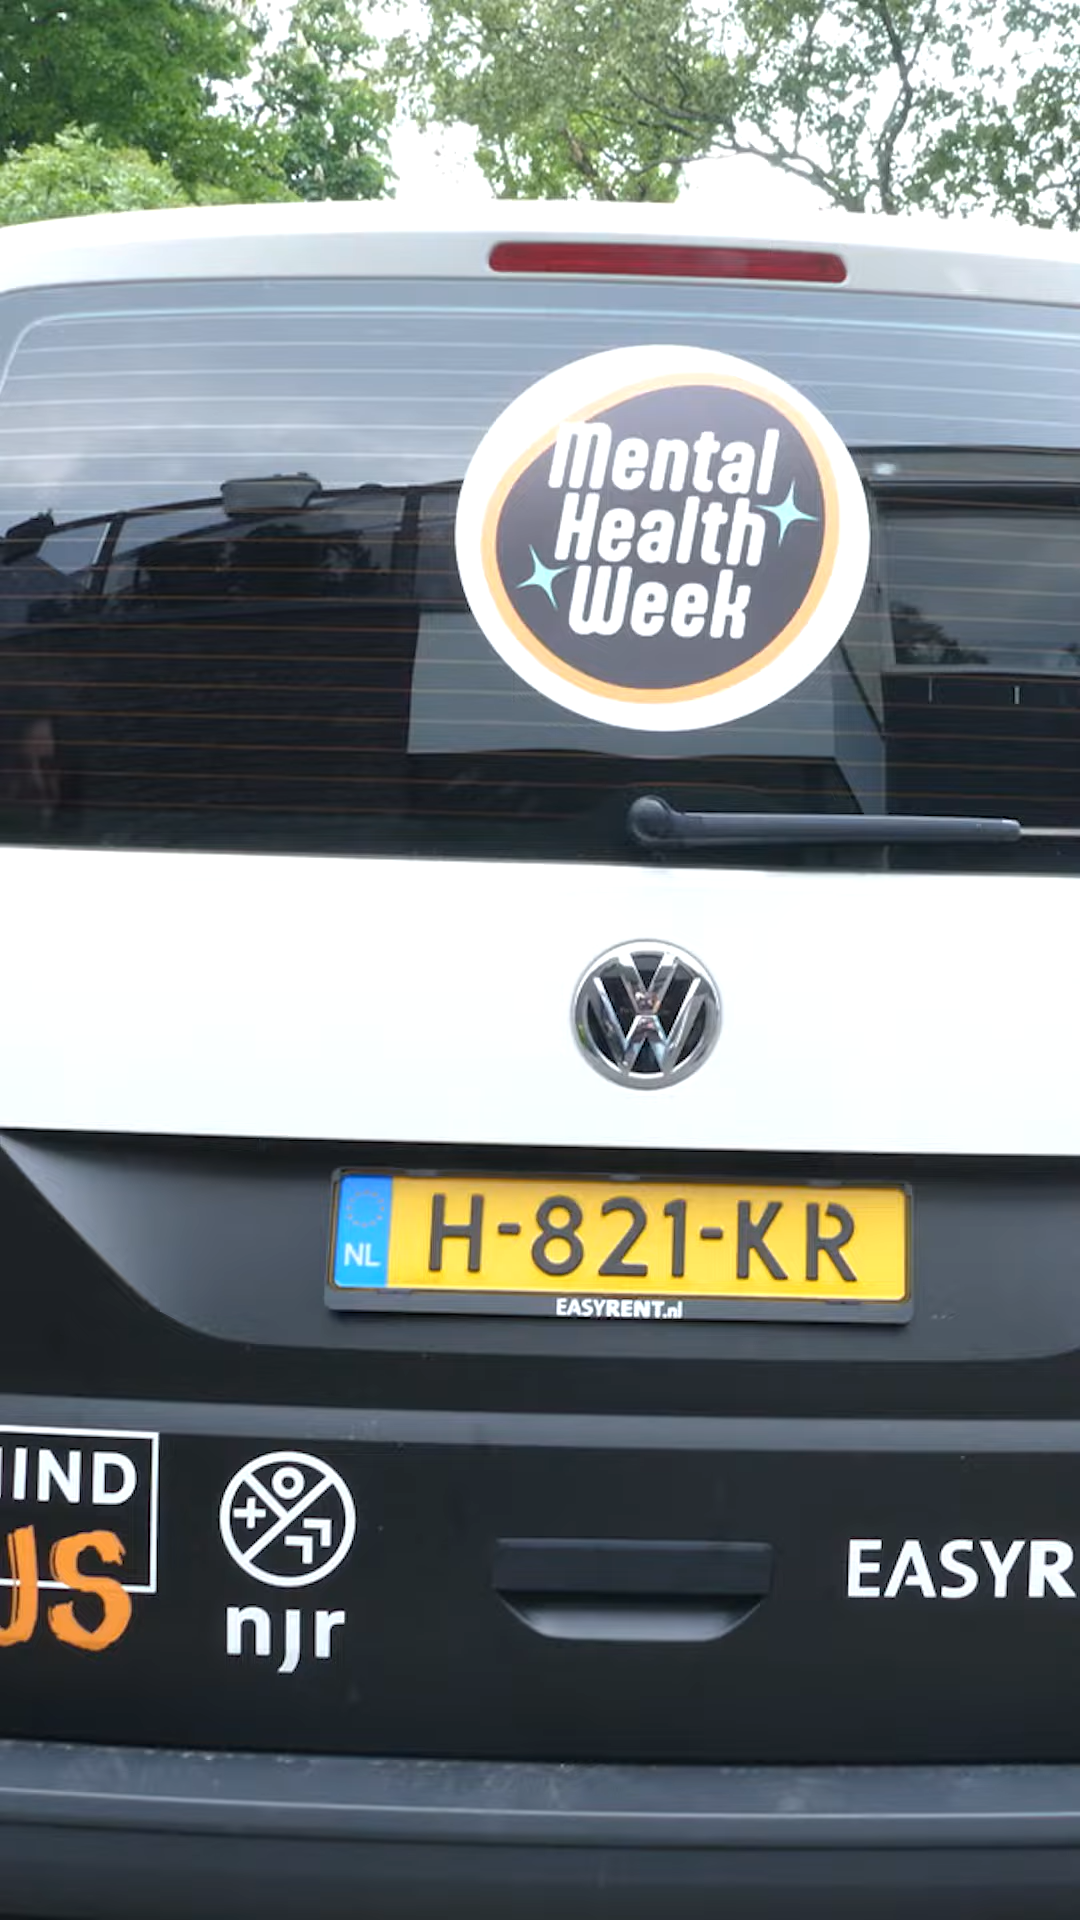 Mental
Health
Week
NL
H-821-KR
EASYRENT.nl
IND
US
njr
EASYR